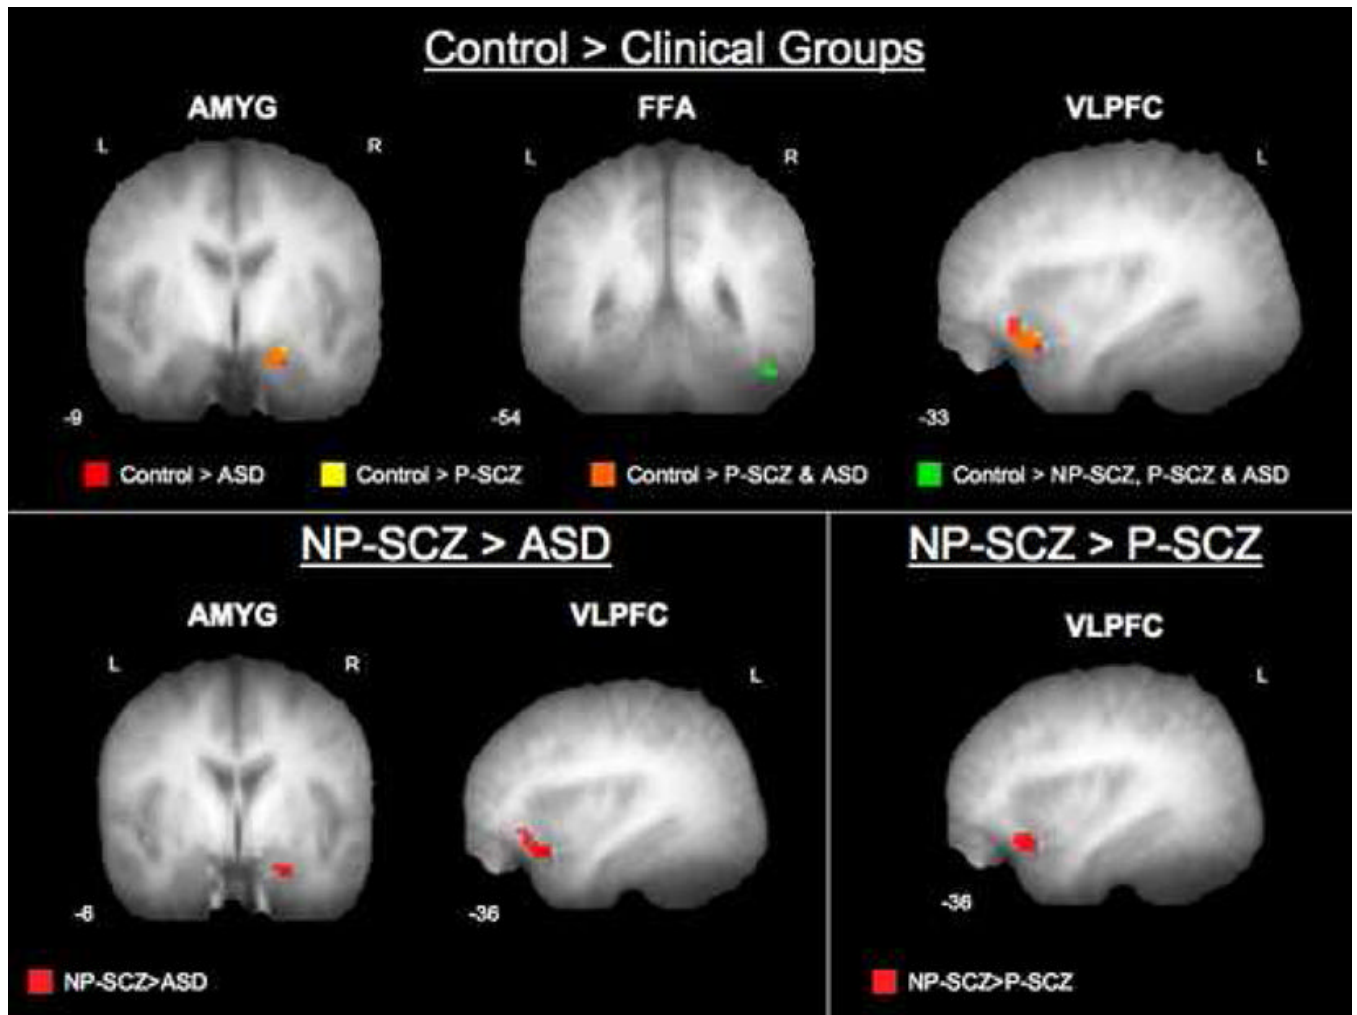 Control > Clinical Groups
AMYG FFA VLPFC
L R L R L
-9 -54 -33
Control > ASD Control > P-SCZ Control > P-SCZ & ASD Control > NP-SCZ, P-SCZ & ASD
NP-SCZ > ASD
AMYG VLPFC
L R L
-6 -36
NP-SCZ>ASD
NP-SCZ > P-SCZ
VLPFC
L
-36
NP-SCZ>P-SCZ